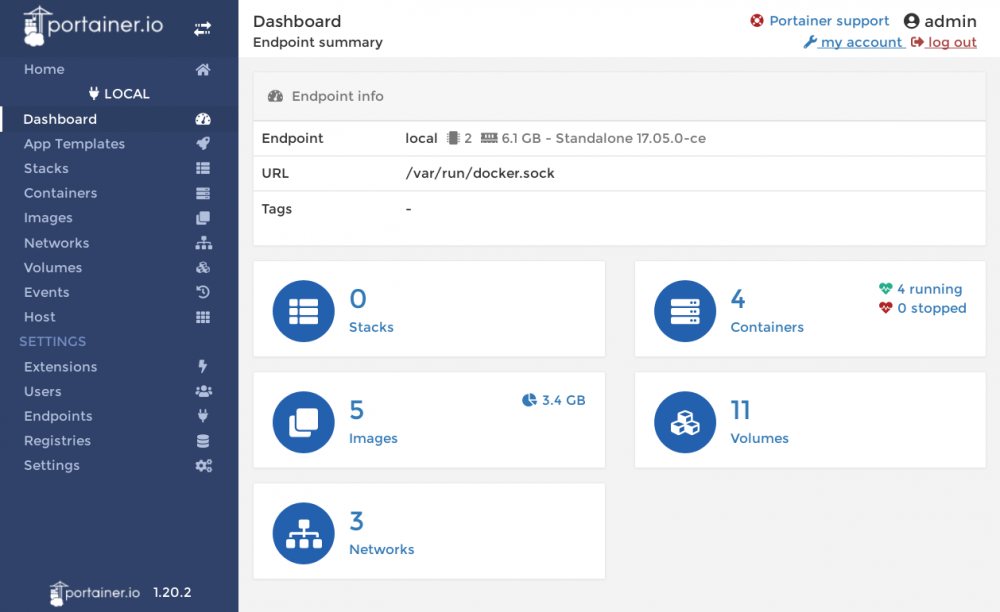 portainer.io
Home
LOCAL
Dashboard
App Templates
Stacks
Containers
Images
Networks
Volumes
Events
Host
SETTINGS
Extensions
Users
Endpoints
Registries
Settings
portainer.io 1.20.2
Dashboard
Endpoint summary
Portainer support admin
my account log out
Endpoint info
Endpoint local 2 6.1 GB - Standalone 17.05.0-ce
URL /var/run/docker.sock
Tags -
0
Stacks
4
Containers
4 running
0 stopped
5
Images
3.4 GB
11
Volumes
3
Networks